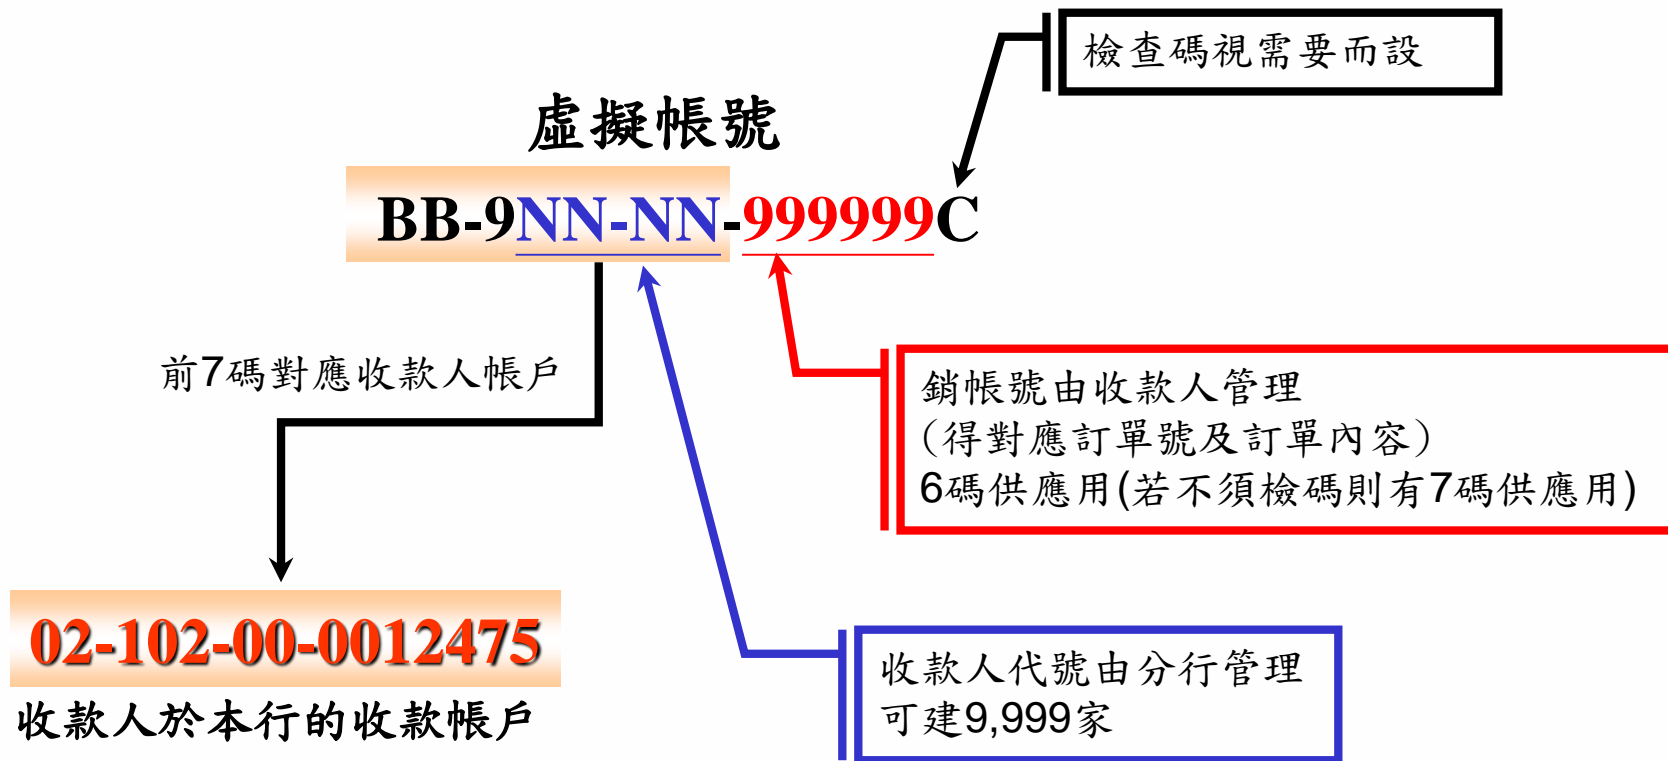 檢查碼視需要而設
虛擬帳號
BB-9NN-NN-999999C
前7碼對應收款人帳戶
銷帳號由收款人管理
（得對應訂單號及訂單內容）
6碼供應用(若不須檢碼則有7碼供應用)
02-102-00-0012475
收款人於本行的收款帳戶
收款人代號由分行管理
可建9,999家